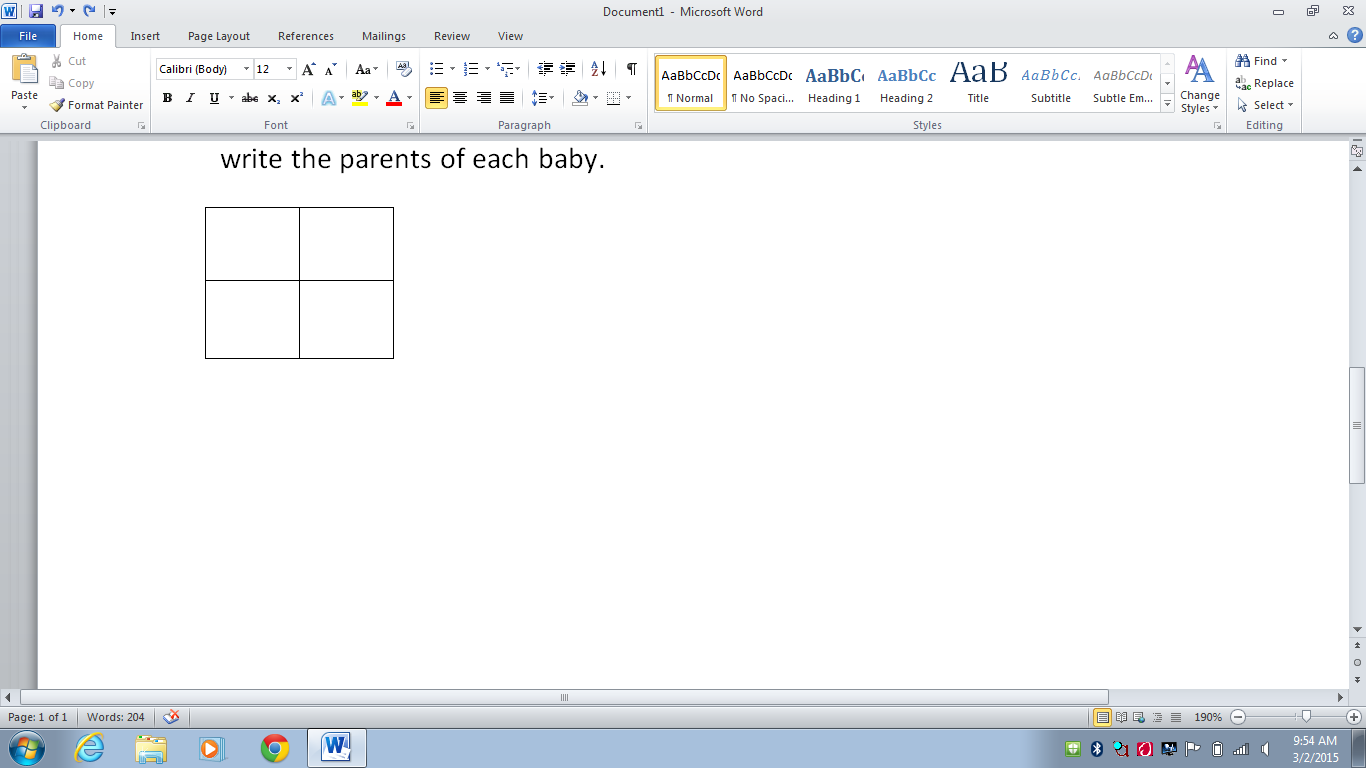 Document1 - Microsoft Word
File Home Insert Page Layout References Mailings Review View
Paste
Cut
Copy
Format Painter
Clipboard
Calibri (Body) 12
Font
Paragraph
AaBbCcDc AaBbCcDc AaBbCc AaBbCc AaB AaBbCc. AaBbCcDc
¶ Normal ¶ No Spaci... Heading 1 Heading 2 Title Subtitle Subtle Em...
Styles
Change
Styles
Find
Replace
Select
Editing
write the parents of each baby.
Page: 1 of 1 Words: 204 190%
9:54 AM
3/2/2015